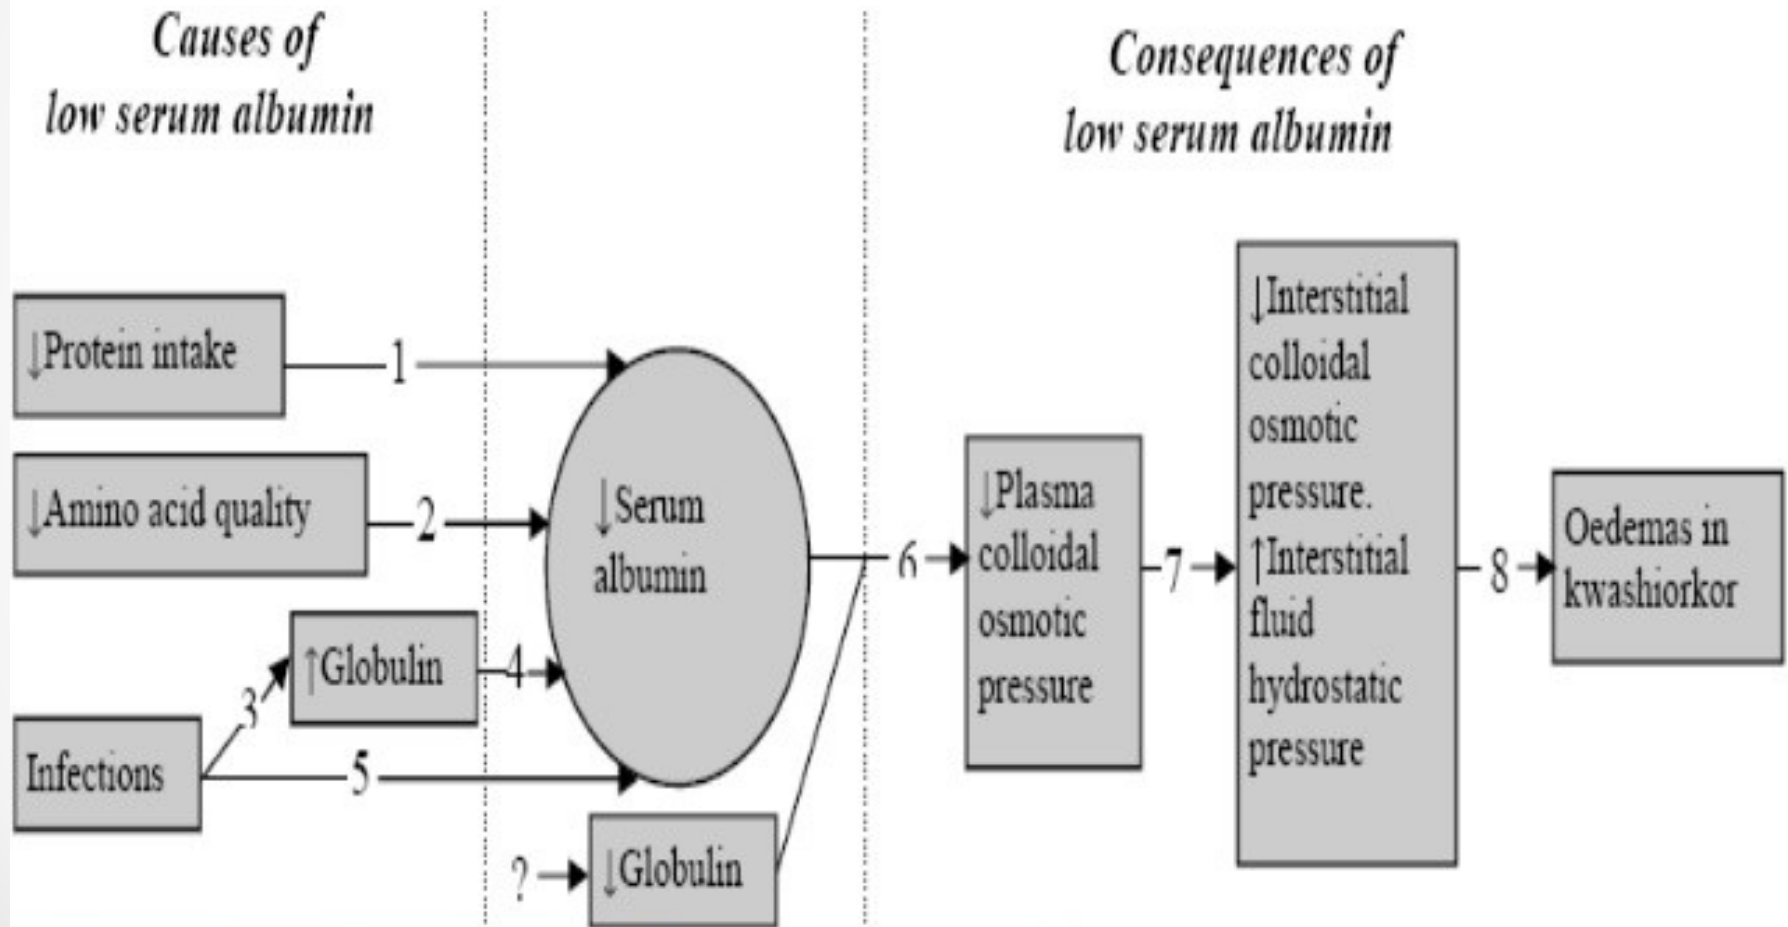 Causes of
low serum albumin
Consequences of
low serum albumin
↓Protein intake
1
↓Amino acid quality
2
↑Globulin
3
4
Infections
5
↓Serum
albumin
?
↓Globulin
6
↓Plasma
colloidal
osmotic
pressure
7
↓Interstitial
colloidal
osmotic
pressure.
↑Interstitial
fluid
hydrostatic
pressure
8
Oedemas in
kwashiorkor